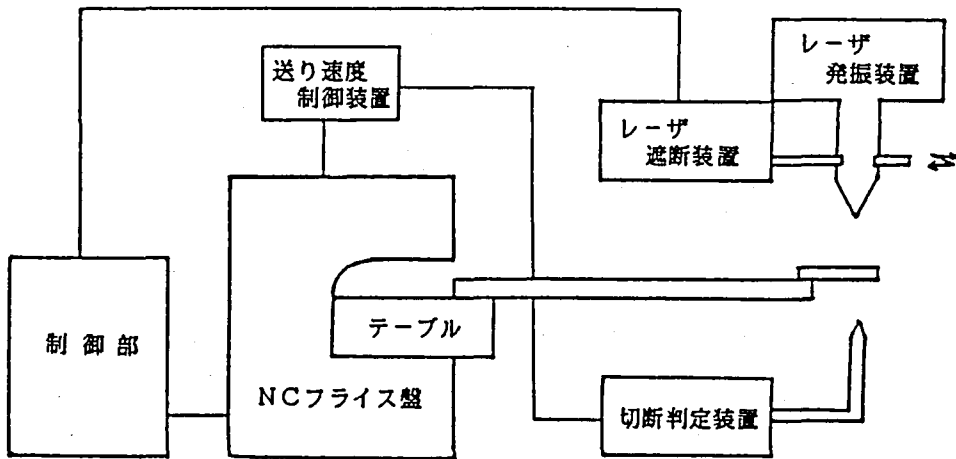 レーザ
発振装置
送り速度
制御装置
レーザ
遮断装置
制御部
テーブル
NCフライス盤
切断判定装置